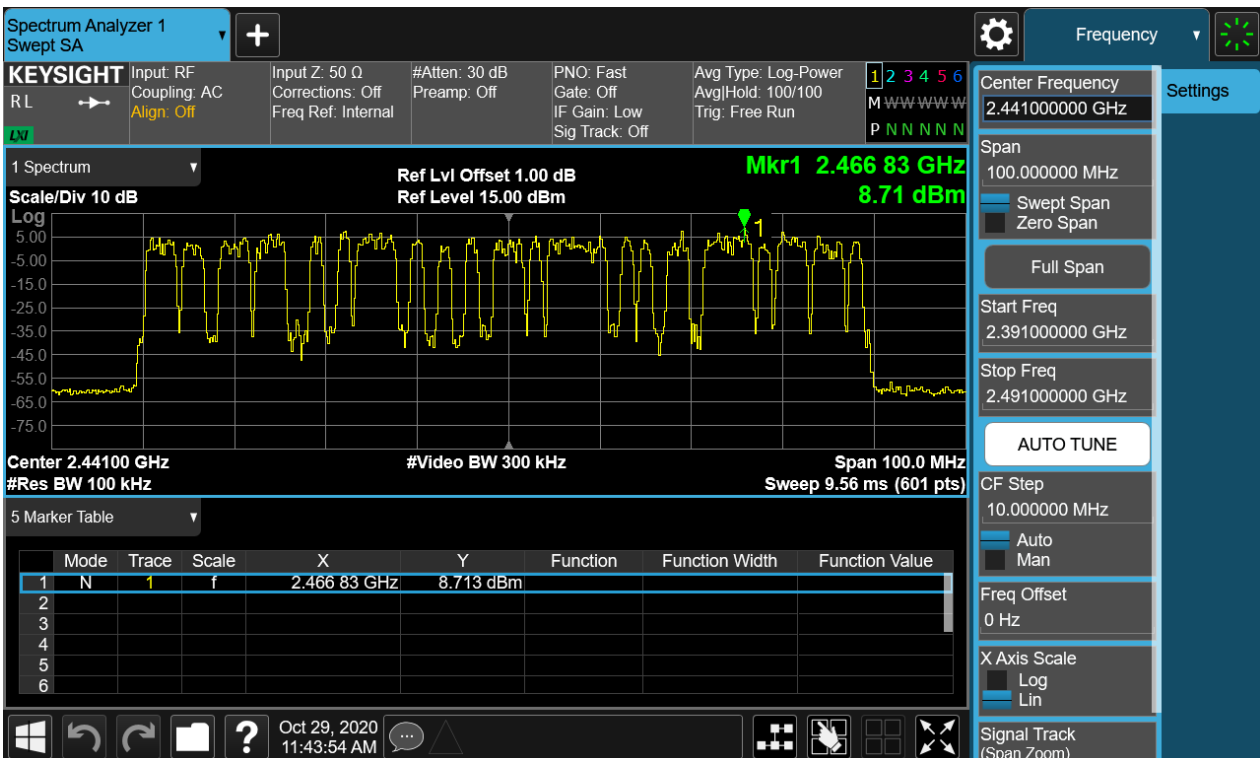 Spectrum Analyzer 1
Swept SA
Frequency
KEYSIGHT
R L
LXI
Input: RF
Coupling: AC
Align: Off
Input Z: 50 Ω
Corrections: Off
Freq Ref: Internal
#Atten: 30 dB
Preamp: Off
PNO: Fast
Gate: Off
IF Gain: Low
Sig Track: Off
Avg Type: Log-Power
Avg|Hold: 100/100
Trig: Free Run
1 2 3 4 5 6
M W W W W W
P N N N N N
1 Spectrum
Scale/Div 10 dB
Ref Lvl Offset 1.00 dB
Ref Level 15.00 dBm
Mkr1 2.466 83 GHz
8.71 dBm
Log
5.00
-5.00
-15.0
-25.0
-35.0
-45.0
-55.0
-65.0
-75.0
1
Center 2.44100 GHz
#Video BW 300 kHz
Span 100.0 MHz
#Res BW 100 kHz
Sweep 9.56 ms (601 pts)
5 Marker Table
Mode Trace Scale X Y Function Function Width Function Value
1 N 1 f 2.466 83 GHz 8.713 dBm
2
3
4
5
6
?
Oct 29, 2020
11:43:54 AM
Center Frequency
2.441000000 GHz
Settings
Span
100.000000 MHz
Swept Span
Zero Span
Full Span
Start Freq
2.391000000 GHz
Stop Freq
2.491000000 GHz
AUTO TUNE
CF Step
10.000000 MHz
Auto
Man
Freq Offset
0 Hz
X Axis Scale
Log
Lin
Signal Track
(Span Zoom)